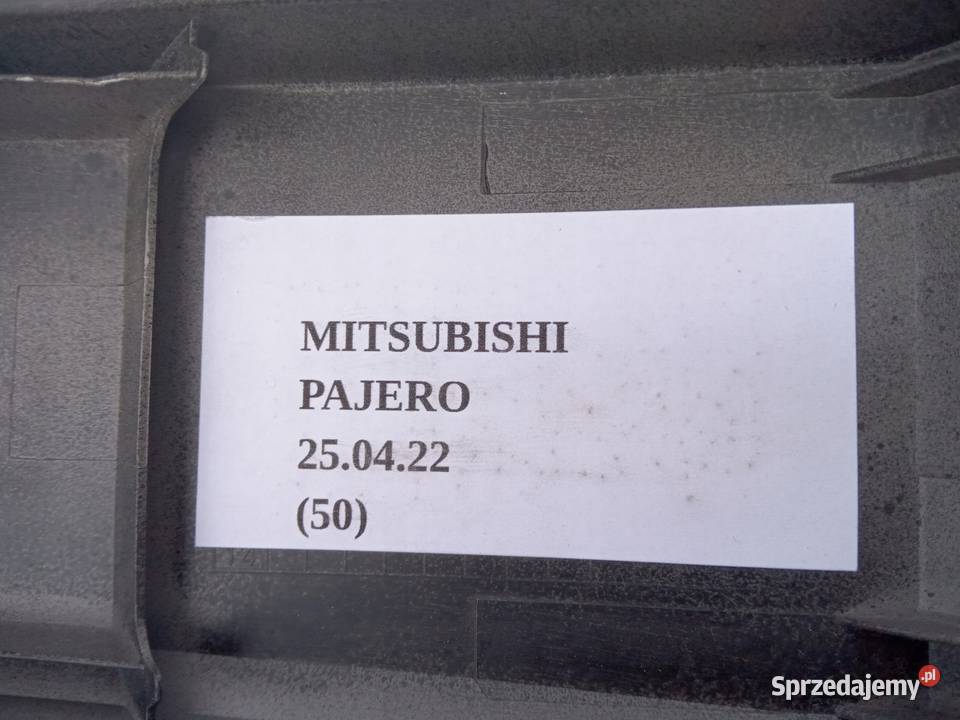 MITSUBISHI
PAJERO
25.04.22
(50)
Sprzedajemy.pl